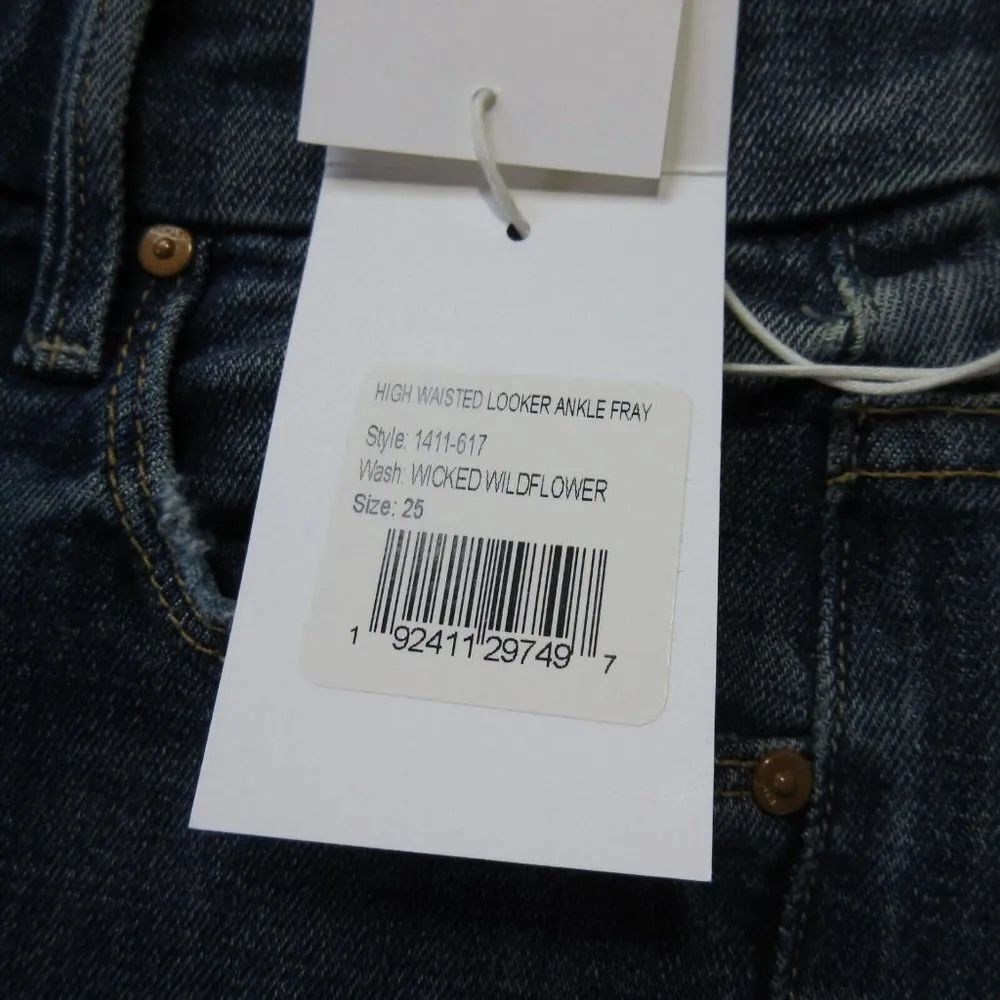 HIGH WAISTED LOOKER ANKLE FRAY
Style: 1411-617
Wash: WICKED WILDFLOWER
Size: 25
1 92411 29749 7